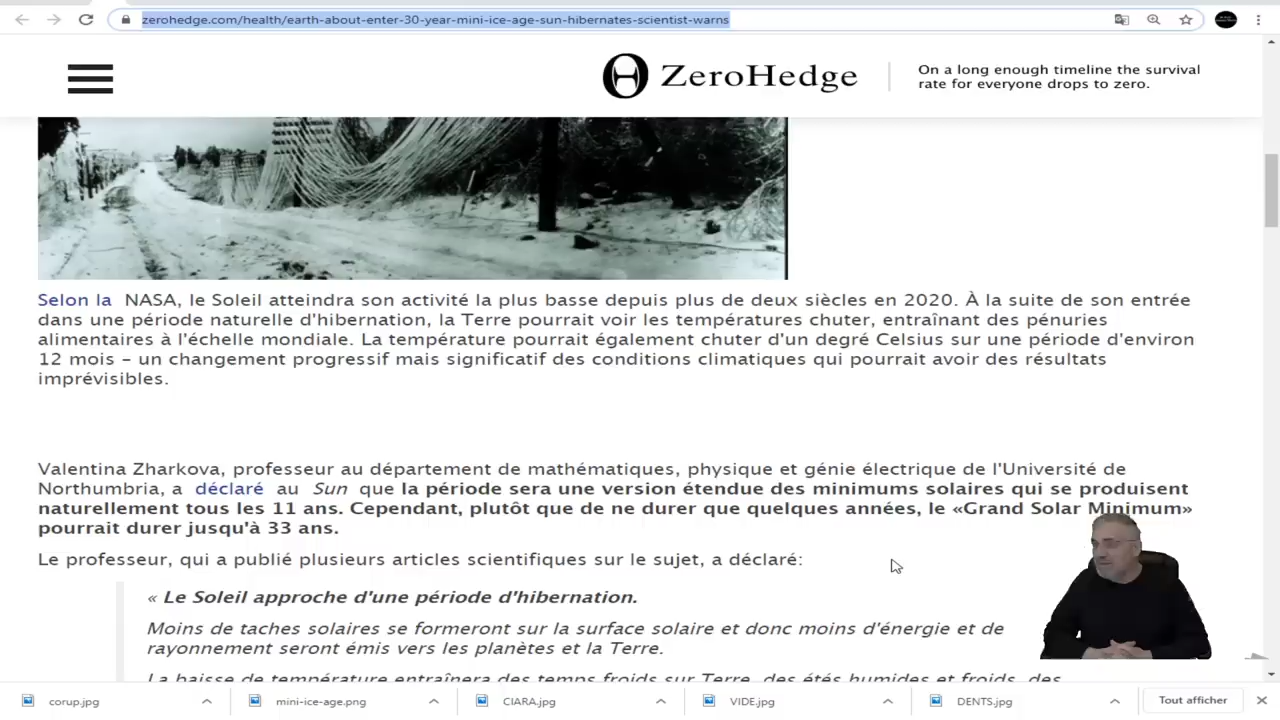 zerohedge.com/health/earth-about-enter-30-year-mini-ice-age-sun-hibernates-scientist-warns
ZeroHedge
On a long enough timeline the survival
rate for everyone drops to zero.
Selon la NASA, le Soleil atteindra son activité la plus basse depuis plus de deux siècles en 2020. À la suite de son entrée
dans une période naturelle d'hibernation, la Terre pourrait voir les températures chuter, entraînant des pénuries
alimentaires à l'échelle mondiale. La température pourrait également chuter d'un degré Celsius sur une période d'environ
12 mois – un changement progressif mais significatif des conditions climatiques qui pourrait avoir des résultats
imprévisibles.
Valentina Zharkova, professeur au département de mathématiques, physique et génie électrique de l'Université de
Northumbria, a déclaré au Sun que la période sera une version étendue des minimums solaires qui se produisent
naturellement tous les 11 ans. Cependant, plutôt que de ne durer que quelques années, le «Grand Solar Minimum»
pourrait durer jusqu'à 33 ans.
Le professeur, qui a publié plusieurs articles scientifiques sur le sujet, a déclaré:
« Le Soleil approche d'une période d'hibernation.
Moins de taches solaires se formeront sur la surface solaire et donc moins d'énergie et de
rayonnement seront émis vers les planètes et la Terre.
La baisse de température entraînera des temps froids sur Terre, des étés humides et froids, des
corup.jpg
mini-ice-age.png
CIARA.jpg
VIDE.jpg
DENTS.jpg
Tout afficher